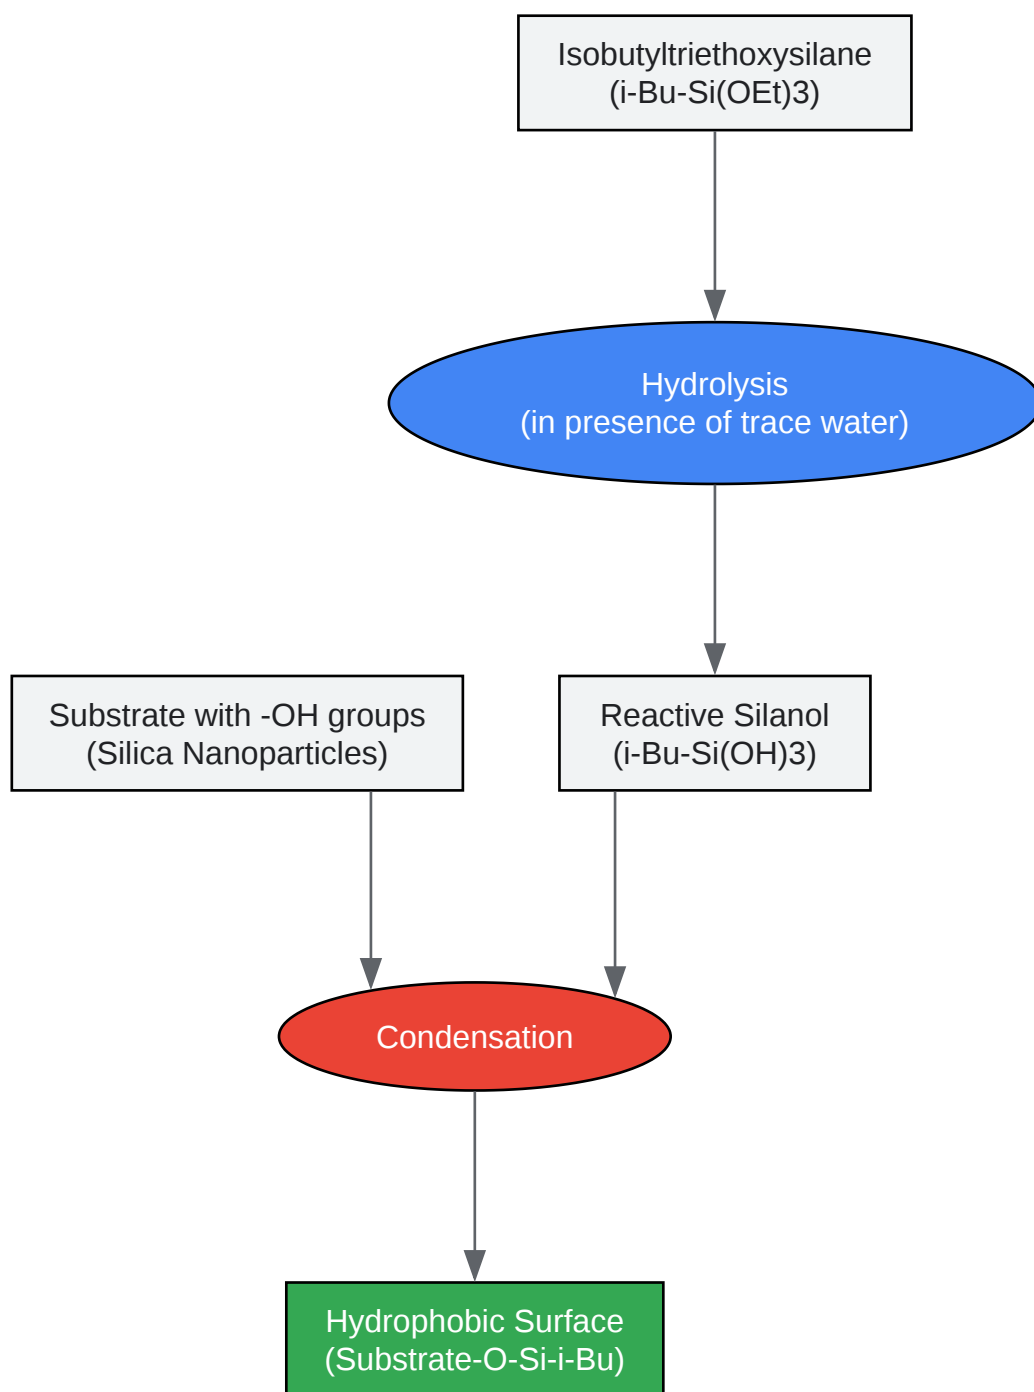 Isobutyltriethoxysilane
(i-Bu-Si(OEt)3)
Hydrolysis
(in presence of trace water)
Substrate with -OH groups
(Silica Nanoparticles)
Reactive Silanol
(i-Bu-Si(OH)3)
Condensation
Hydrophobic Surface
(Substrate-O-Si-i-Bu)